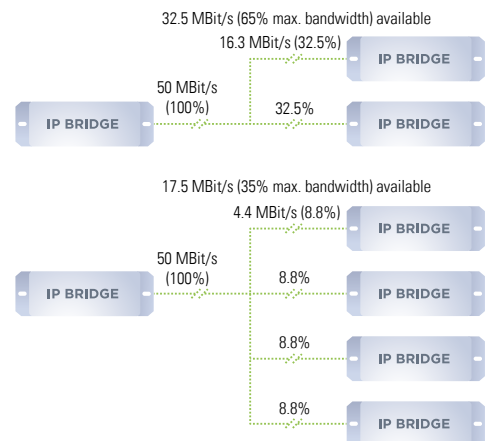 32.5 MBit/s (65% max. bandwidth) available
16.3 MBit/s (32.5%)
IP BRIDGE
50 MBit/s
(100%)
IP BRIDGE
32.5%
IP BRIDGE
17.5 MBit/s (35% max. bandwidth) available
4.4 MBit/s (8.8%)
IP BRIDGE
50 MBit/s
(100%)
IP BRIDGE
8.8%
IP BRIDGE
8.8%
IP BRIDGE
8.8%
IP BRIDGE